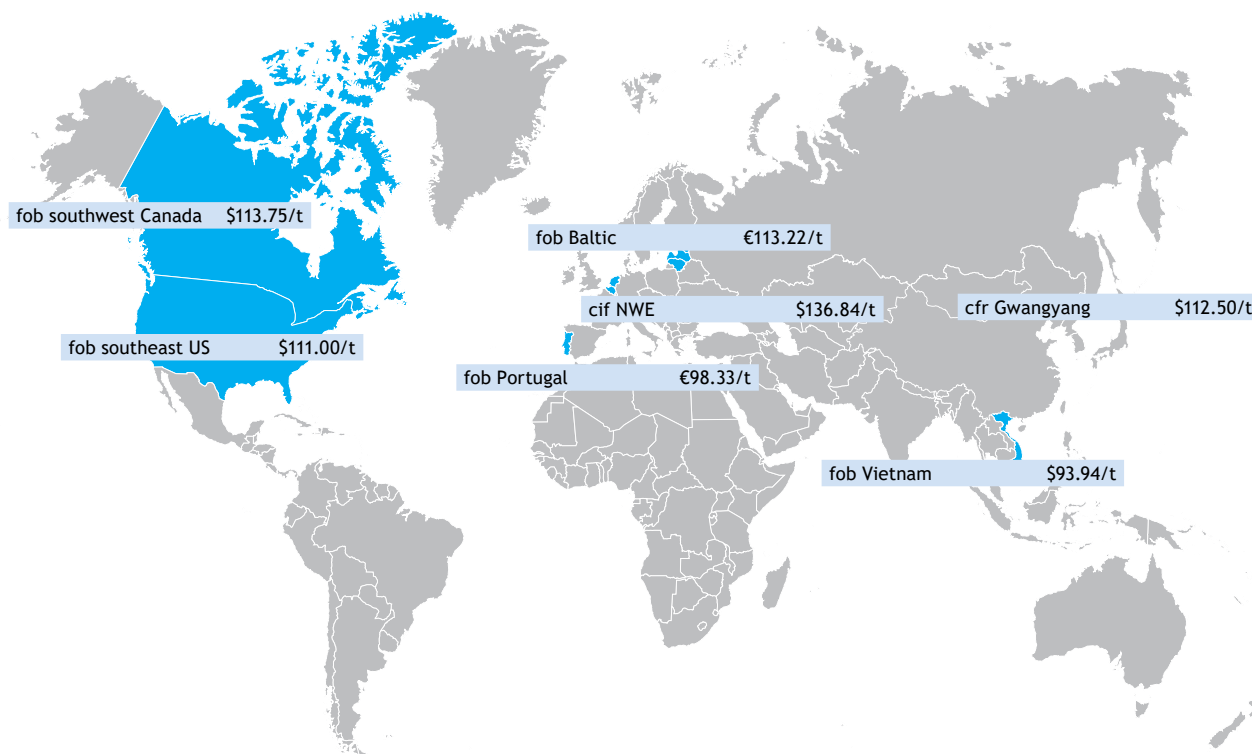 fob southwest Canada $113.75/t
fob Baltic €113.22/t
cif NWE $136.84/t
cfr Gwangyang $112.50/t
fob southeast US $111.00/t
fob Portugal €98.33/t
fob Vietnam $93.94/t